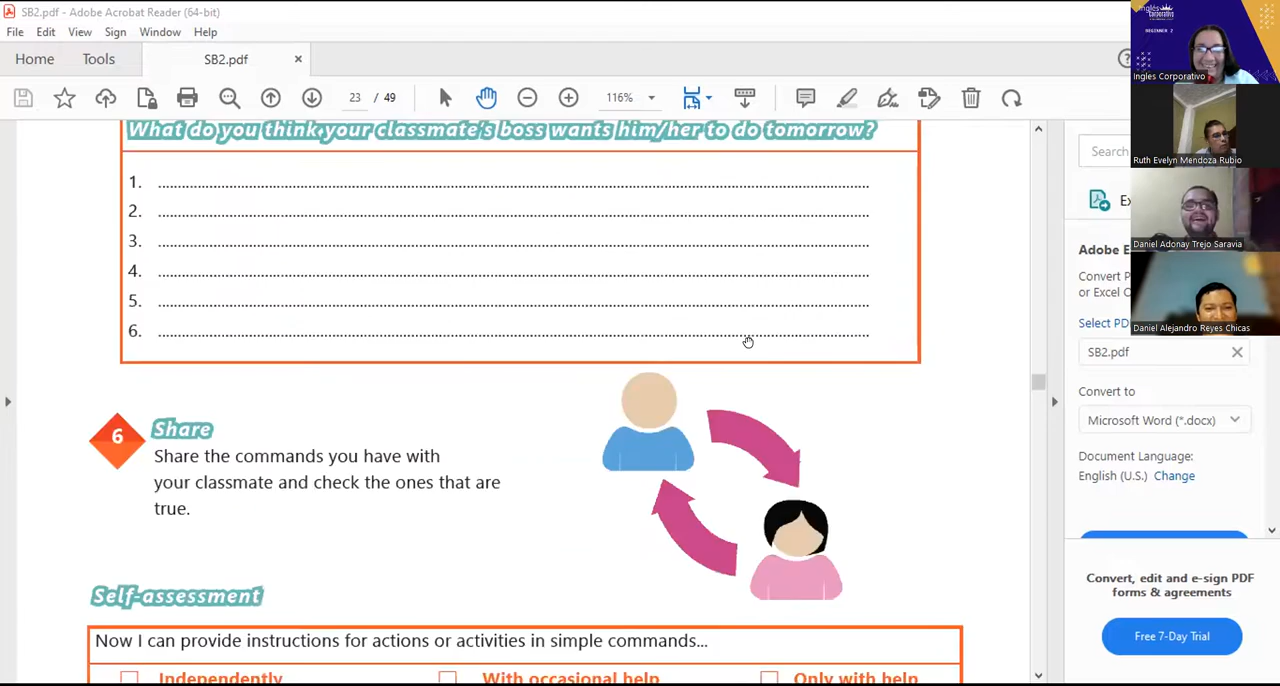 SB2.pdf - Adobe Acrobat Reader (64-bit)
File Edit View Sign Window Help
Home Tools SB2.pdf ×
23 / 49 116%
What do you think your classmate's boss wants him/her to do tomorrow?
1. ........................................................................
2. ........................................................................
3. ........................................................................
4. ........................................................................
5. ........................................................................
6. ........................................................................
6 Share
Share the commands you have with
your classmate and check the ones that are
true.
Self-assessment
Now I can provide instructions for actions or activities in simple commands...
Independently With occasional help Only with help
Search
Ex
Adobe E
Convert P
or Excel O
Select PD
SB2.pdf
Convert to
Microsoft Word (*.docx)
Document Language:
English (U.S.) Change
Convert, edit and e-sign PDF
forms & agreements
Free 7-Day Trial
Inglés
Corporativo
BEGINNER 2
Ingles Corporativo
Ruth Evelyn Mendoza Rubio
Daniel Adonay Trejo Saravia
Daniel Alejandro Reyes Chicas